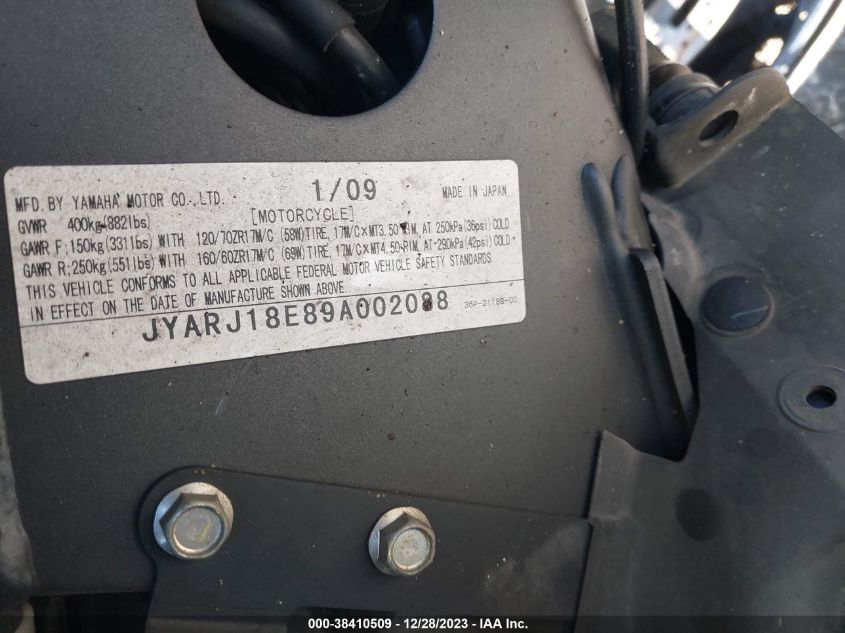 MFD. BY YAMAHA MOTOR CO., LTD. 1/09 MADE IN JAPAN
GVWR 400kg(882lbs) [MOTORCYCLE]
GAWR F;150kg(331lbs) WITH 120/70ZR17M/C (58W)TIRE, 17M/C×MT3.50 RIM, AT 250kPa(36psi) COLD
GAWR R;250kg(551lbs) WITH 160/60ZR17M/C (69W)TIRE, 17M/C×MT4.50 RIM, AT 290kPa(42psi) COLD
THIS VEHICLE CONFORMS TO ALL APPLICABLE FEDERAL MOTOR VEHICLE SAFETY STANDARDS
IN EFFECT ON THE DATE OF MANUFACTURE SHOWN ABOVE.
JYARJ18E89A002088 36P-2118B-00
000-38410509 - 12/28/2023 - IAA Inc.